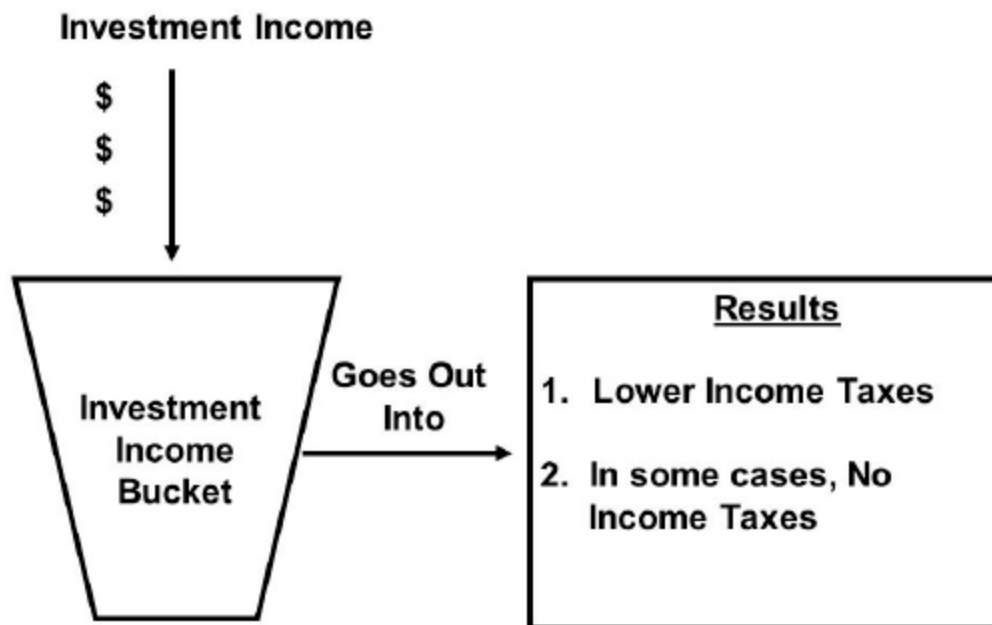 Investment Income
$
$
$
Investment
Income
Bucket
Goes Out
Into
Results
1. Lower Income Taxes
2. In some cases, No
Income Taxes